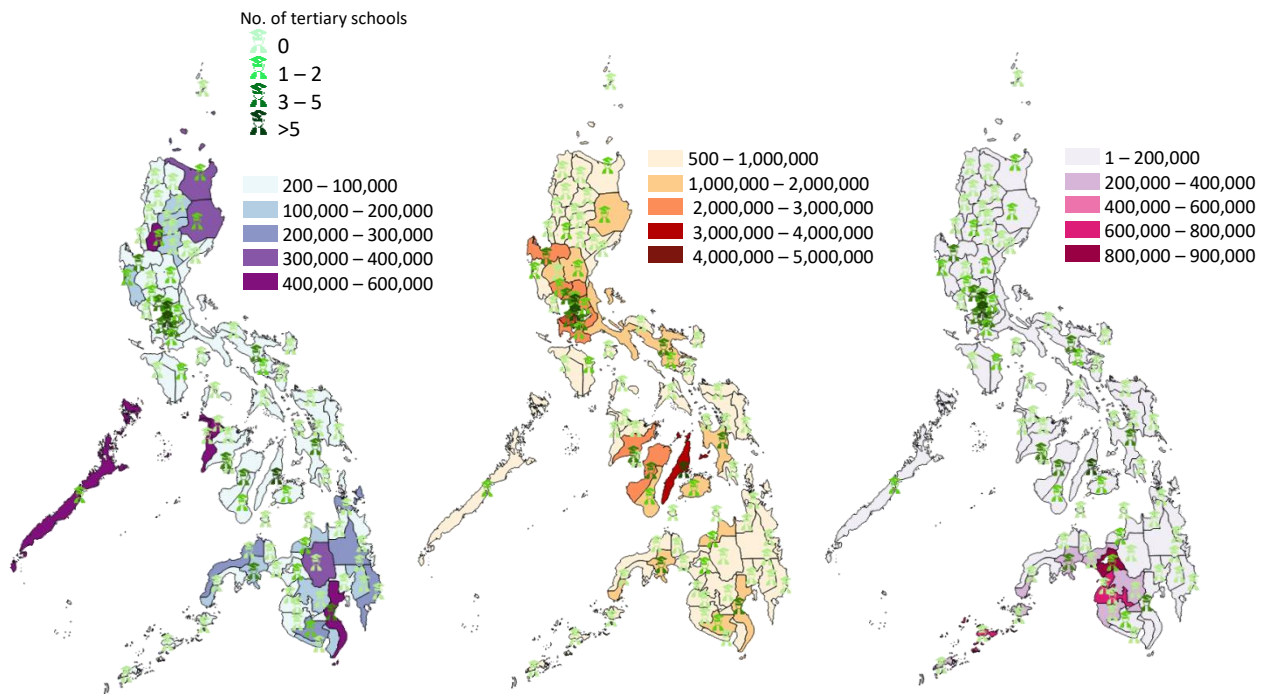 No. of tertiary schools
0
1 – 2
3 – 5
>5
200 – 100,000
100,000 – 200,000
200,000 – 300,000
300,000 – 400,000
400,000 – 600,000
500 – 1,000,000
1,000,000 – 2,000,000
2,000,000 – 3,000,000
3,000,000 – 4,000,000
4,000,000 – 5,000,000
1 – 200,000
200,000 – 400,000
400,000 – 600,000
600,000 – 800,000
800,000 – 900,000